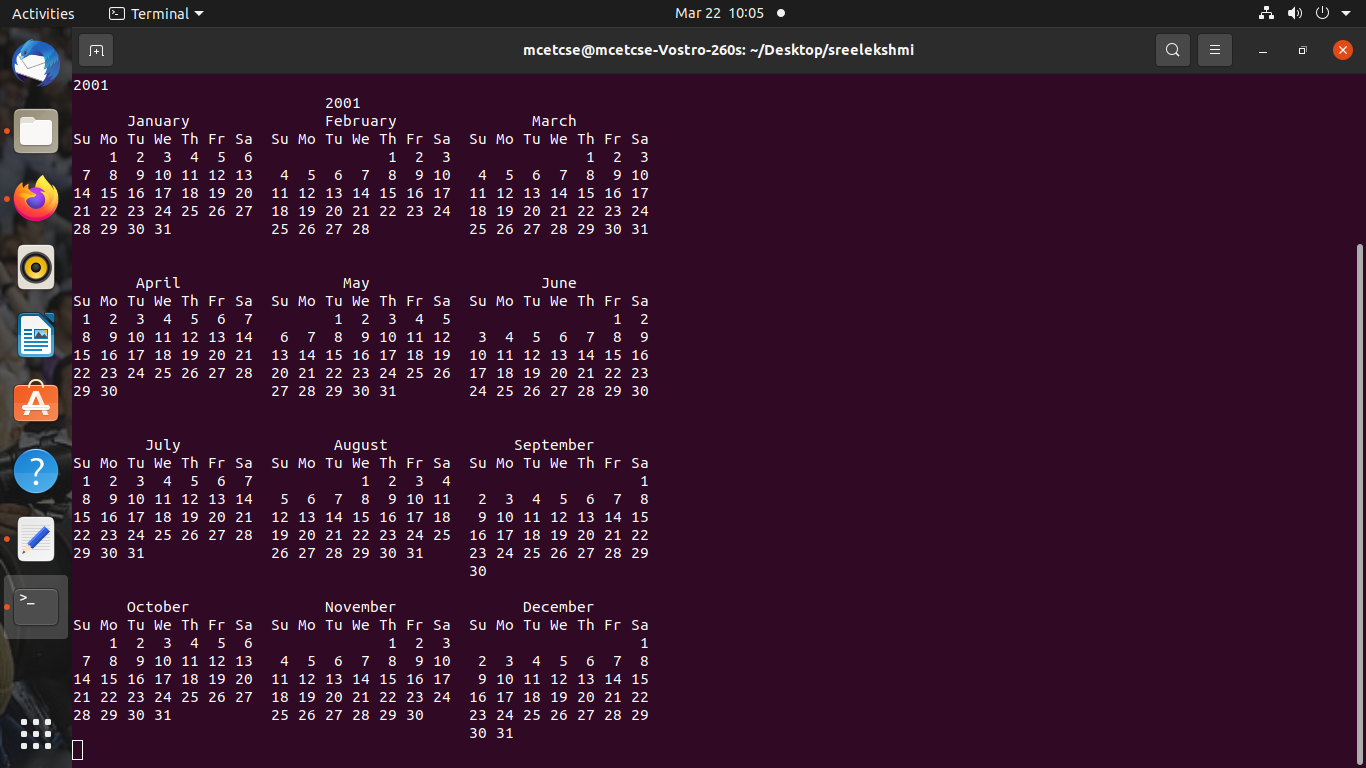 Activities Terminal Mar 22 10:05
mcetcse@mcetcse-Vostro-260s: ~/Desktop/sreelekshmi
2001
                            2001
      January               February               March
Su Mo Tu We Th Fr Sa  Su Mo Tu We Th Fr Sa  Su Mo Tu We Th Fr Sa
    1  2  3  4  5  6               1  2  3               1  2  3
 7  8  9 10 11 12 13   4  5  6  7  8  9 10   4  5  6  7  8  9 10
14 15 16 17 18 19 20  11 12 13 14 15 16 17  11 12 13 14 15 16 17
21 22 23 24 25 26 27  18 19 20 21 22 23 24  18 19 20 21 22 23 24
28 29 30 31           25 26 27 28           25 26 27 28 29 30 31
       April                  May                   June
Su Mo Tu We Th Fr Sa  Su Mo Tu We Th Fr Sa  Su Mo Tu We Th Fr Sa
 1  2  3  4  5  6  7         1  2  3  4  5                  1  2
 8  9 10 11 12 13 14   6  7  8  9 10 11 12   3  4  5  6  7  8  9
15 16 17 18 19 20 21  13 14 15 16 17 18 19  10 11 12 13 14 15 16
22 23 24 25 26 27 28  20 21 22 23 24 25 26  17 18 19 20 21 22 23
29 30                 27 28 29 30 31        24 25 26 27 28 29 30
        July                 August              September
Su Mo Tu We Th Fr Sa  Su Mo Tu We Th Fr Sa  Su Mo Tu We Th Fr Sa
 1  2  3  4  5  6  7            1  2  3  4                     1
 8  9 10 11 12 13 14   5  6  7  8  9 10 11   2  3  4  5  6  7  8
15 16 17 18 19 20 21  12 13 14 15 16 17 18   9 10 11 12 13 14 15
22 23 24 25 26 27 28  19 20 21 22 23 24 25  16 17 18 19 20 21 22
29 30 31              26 27 28 29 30 31     23 24 25 26 27 28 29
                                            30
      October               November              December
Su Mo Tu We Th Fr Sa  Su Mo Tu We Th Fr Sa  Su Mo Tu We Th Fr Sa
    1  2  3  4  5  6               1  2  3                     1
 7  8  9 10 11 12 13   4  5  6  7  8  9 10   2  3  4  5  6  7  8
14 15 16 17 18 19 20  11 12 13 14 15 16 17   9 10 11 12 13 14 15
21 22 23 24 25 26 27  18 19 20 21 22 23 24  16 17 18 19 20 21 22
28 29 30 31           25 26 27 28 29 30     23 24 25 26 27 28 29
                                            30 31